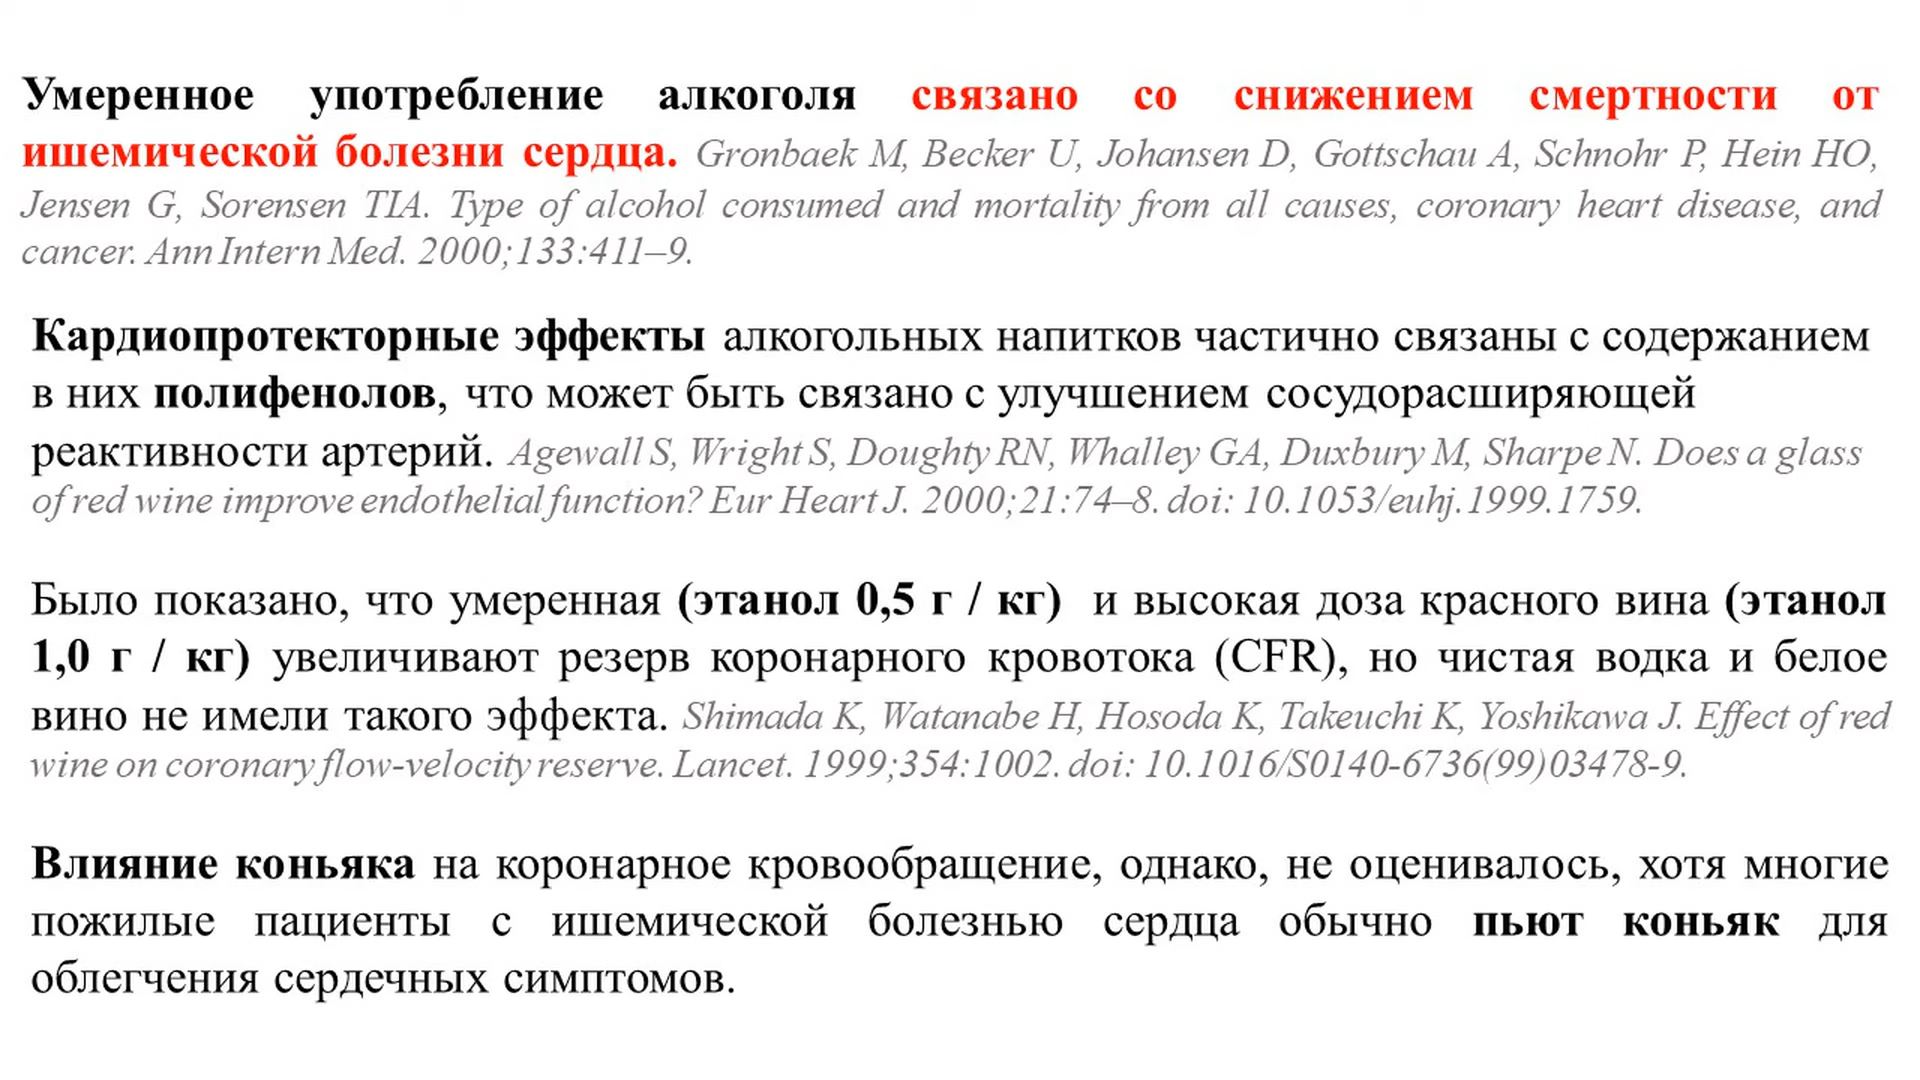 Умеренное употребление алкоголя связано со снижением смертности от
ишемической болезни сердца. Gronbaek M, Becker U, Johansen D, Gottschau A, Schnohr P, Hein HO,
Jensen G, Sorensen TIA. Type of alcohol consumed and mortality from all causes, coronary heart disease, and
cancer. Ann Intern Med. 2000;133:411–9.
Кардиопротекторные эффекты алкогольных напитков частично связаны с содержанием
в них полифенолов, что может быть связано с улучшением сосудорасширяющей
реактивности артерий. Agewall S, Wright S, Doughty RN, Whalley GA, Duxbury M, Sharpe N. Does a glass
of red wine improve endothelial function? Eur Heart J. 2000;21:74–8. doi: 10.1053/euhj.1999.1759.
Было показано, что умеренная (этанол 0,5 г / кг) и высокая доза красного вина (этанол
1,0 г / кг) увеличивают резерв коронарного кровотока (CFR), но чистая водка и белое
вино не имели такого эффекта. Shimada K, Watanabe H, Hosoda K, Takeuchi K, Yoshikawa J. Effect of red
wine on coronary flow-velocity reserve. Lancet. 1999;354:1002. doi: 10.1016/S0140-6736(99)03478-9.
Влияние коньяка на коронарное кровообращение, однако, не оценивалось, хотя многие
пожилые пациенты с ишемической болезнью сердца обычно пьют коньяк для
облегчения сердечных симптомов.